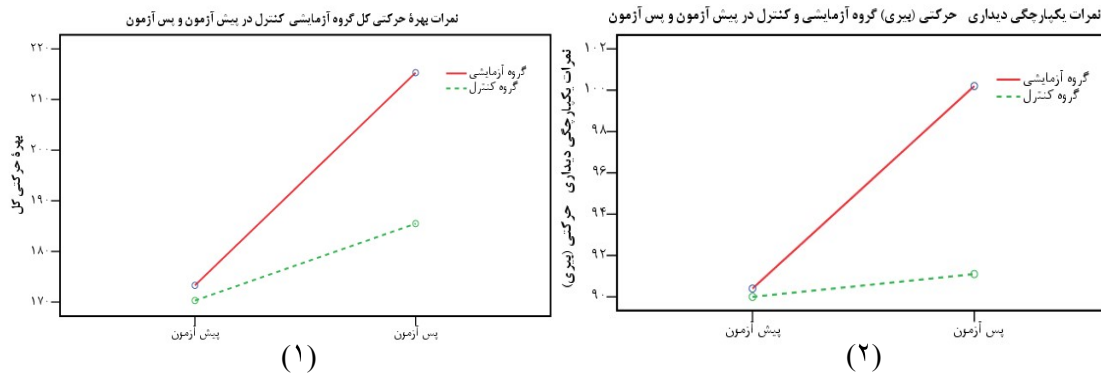 نمرات بهرهٔ حرکتی کل گروه آزمایشی کنترل در پیش آزمون و پس آزمون
بهرهٔ حرکتی کل
۲۲۰
۲۱۰
۲۰۰
۱۹۰
۱۸۰
۱۷۰
گروه آزمایشی
گروه کنترل
پیش آزمون
پس آزمون
(۱)
نمرات یکپارچگی دیداری حرکتی (بیری) گروه آزمایشی و کنترل در پیش آزمون و پس آزمون
نمرات یکپارچگی دیداری حرکتی (بیری)
۱۰۲
۱۰۰
۹۸
۹۶
۹۴
۹۲
۹۰
گروه آزمایشی
گروه کنترل
پیش آزمون
پس آزمون
(۲)